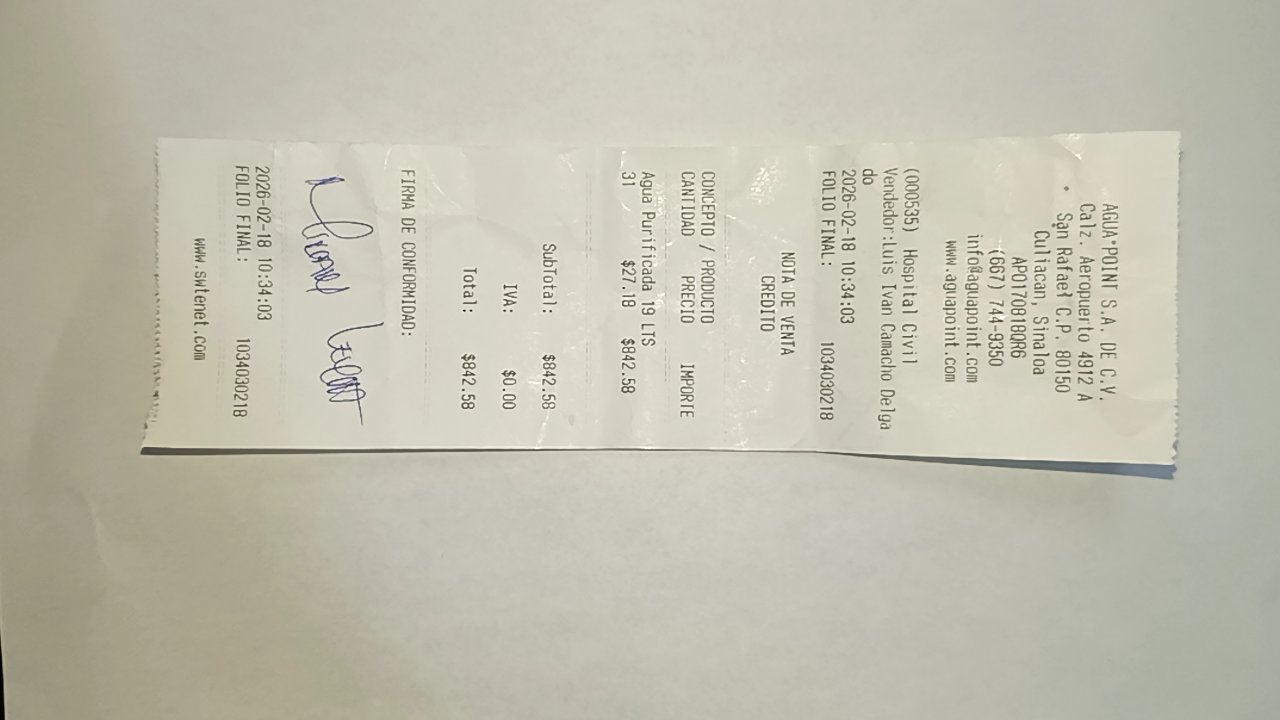 AGUA*POINT S.A. DE C.V.
Calz. Aeropuerto 4912 A
San Rafael C.P. 80150
Culiacan, Sinaloa
APO170818QR6
(667) 744-9350
info@aguapoint.com
www.aguapoint.com
(000535) Hospital Civil
Vendedor:Luis Ivan Camacho Delga
do
2026-02-18 10:34:03
FOLIO FINAL: 1034030218
NOTA DE VENTA
CREDITO
CONCEPTO / PRODUCTO
CANTIDAD PRECIO IMPORTE
Agua Purificada 19 LTS
31 $27.18 $842.58
SubTotal: $842.58
IVA: $0.00
Total: $842.58
FIRMA DE CONFORMIDAD:
2026-02-18 10:34:03
FOLIO FINAL: 1034030218
www.swtenet.com